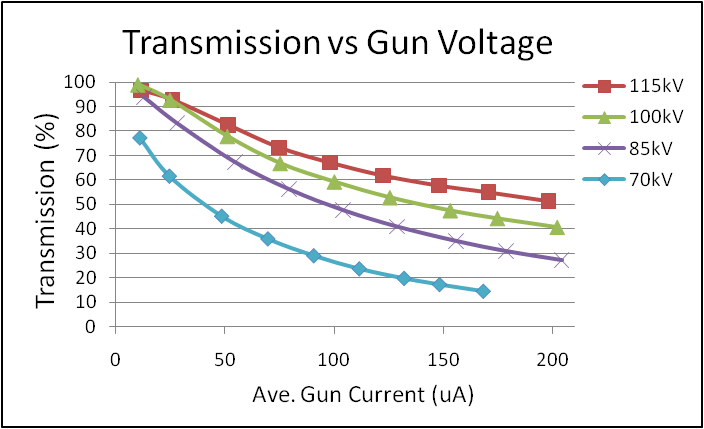 Transmission vs Gun Voltage
100
90
80
70
60
50
40
30
20
10
0
Transmission (%)
0 50 100 150 200
Ave. Gun Current (uA)
115kV
100kV
85kV
70kV